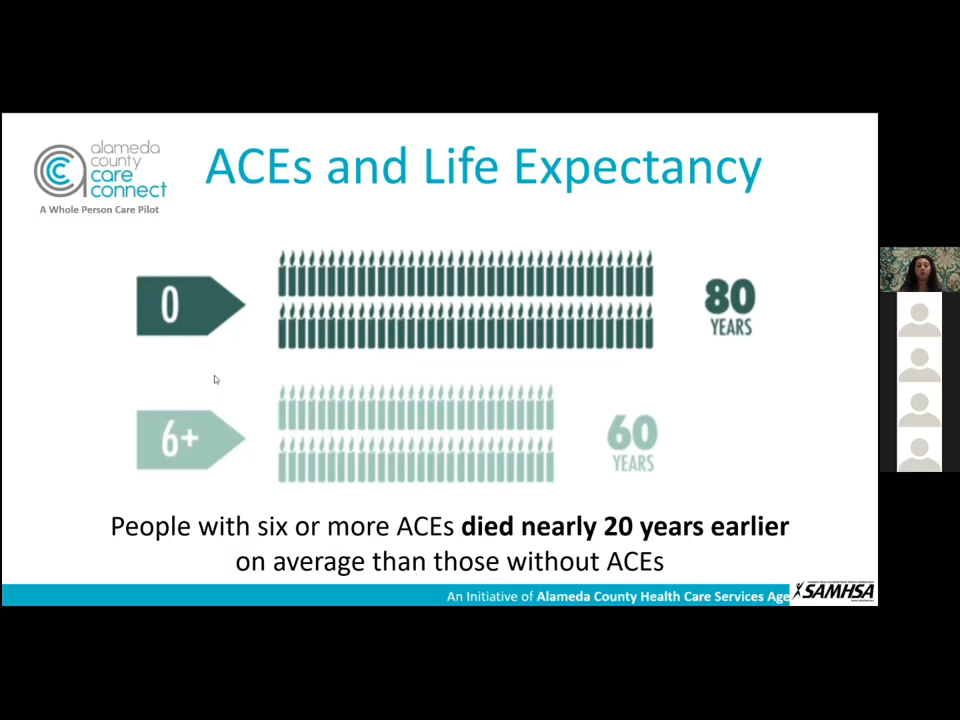 alameda
county
care
connect
A Whole Person Care Pilot
ACEs and Life Expectancy
0
80
YEARS
6+
60
YEARS
People with six or more ACEs died nearly 20 years earlier
on average than those without ACEs
An Initiative of Alameda County Health Care Services Age
SAMHSA